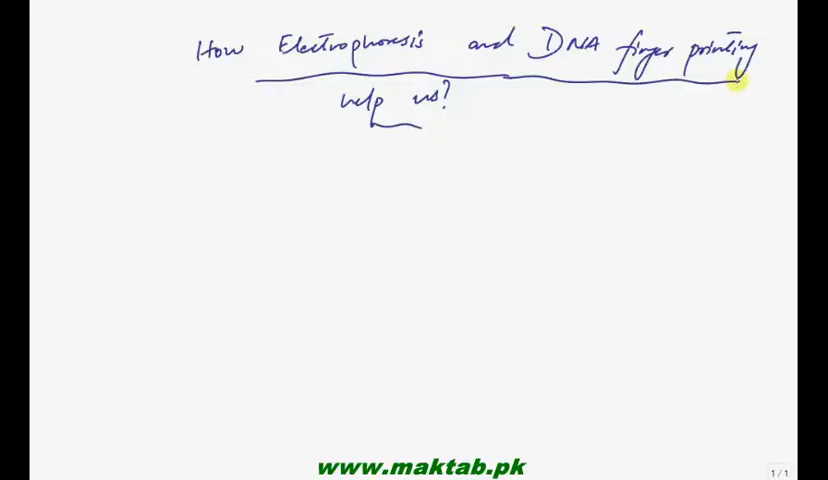 How Electrophoresis and DNA finger printing
help us?
www.maktab.pk
1/1